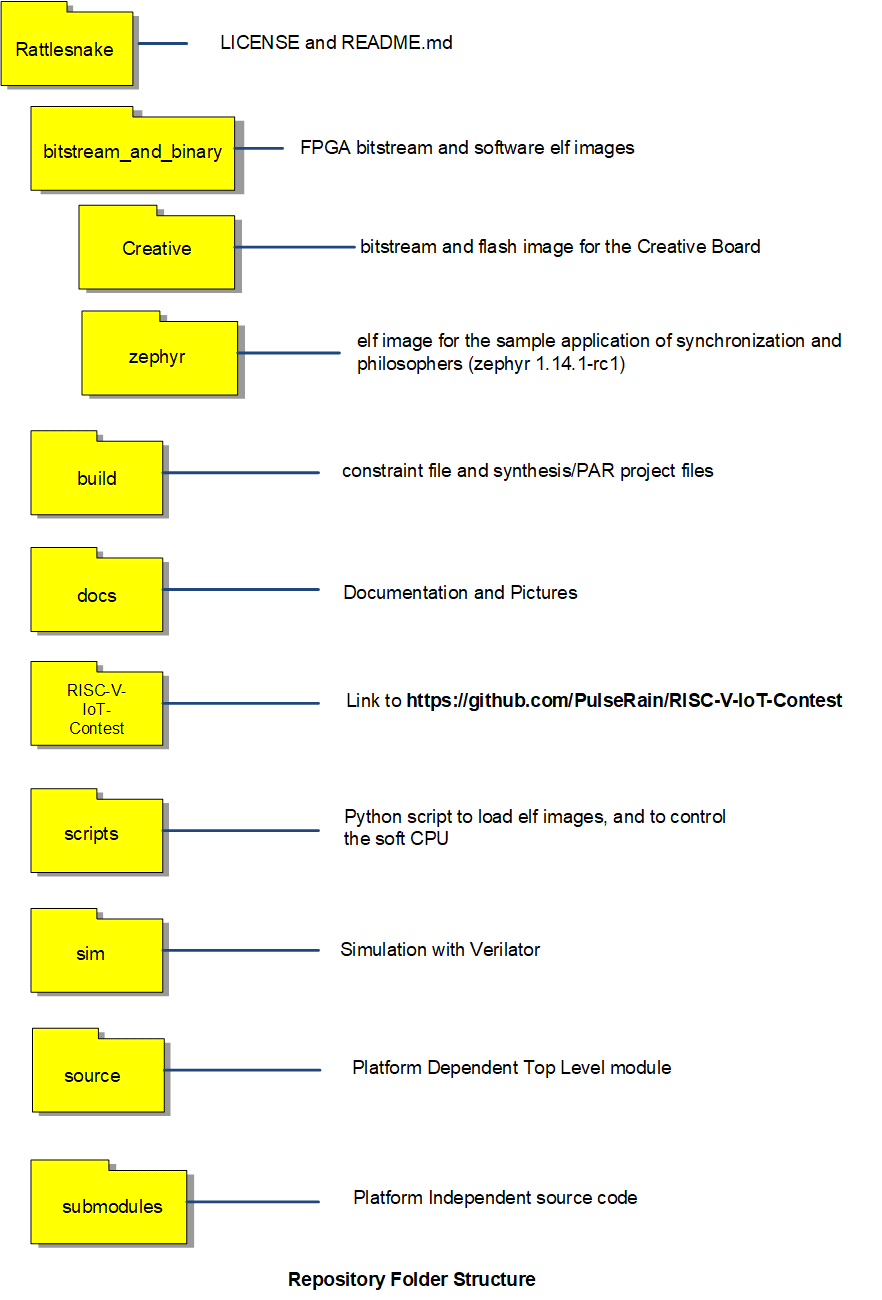 Rattlesnake
LICENSE and README.md
bitstream_and_binary
FPGA bitstream and software elf images
Creative
bitstream and flash image for the Creative Board
zephyr
elf image for the sample application of synchronization and
philosophers (zephyr 1.14.1-rc1)
build
constraint file and synthesis/PAR project files
docs
Documentation and Pictures
RISC-V-
IoT-
Contest
Link to https://github.com/PulseRain/RISC-V-IoT-Contest
scripts
Python script to load elf images, and to control
the soft CPU
sim
Simulation with Verilator
source
Platform Dependent Top Level module
submodules
Platform Independent source code
Repository Folder Structure